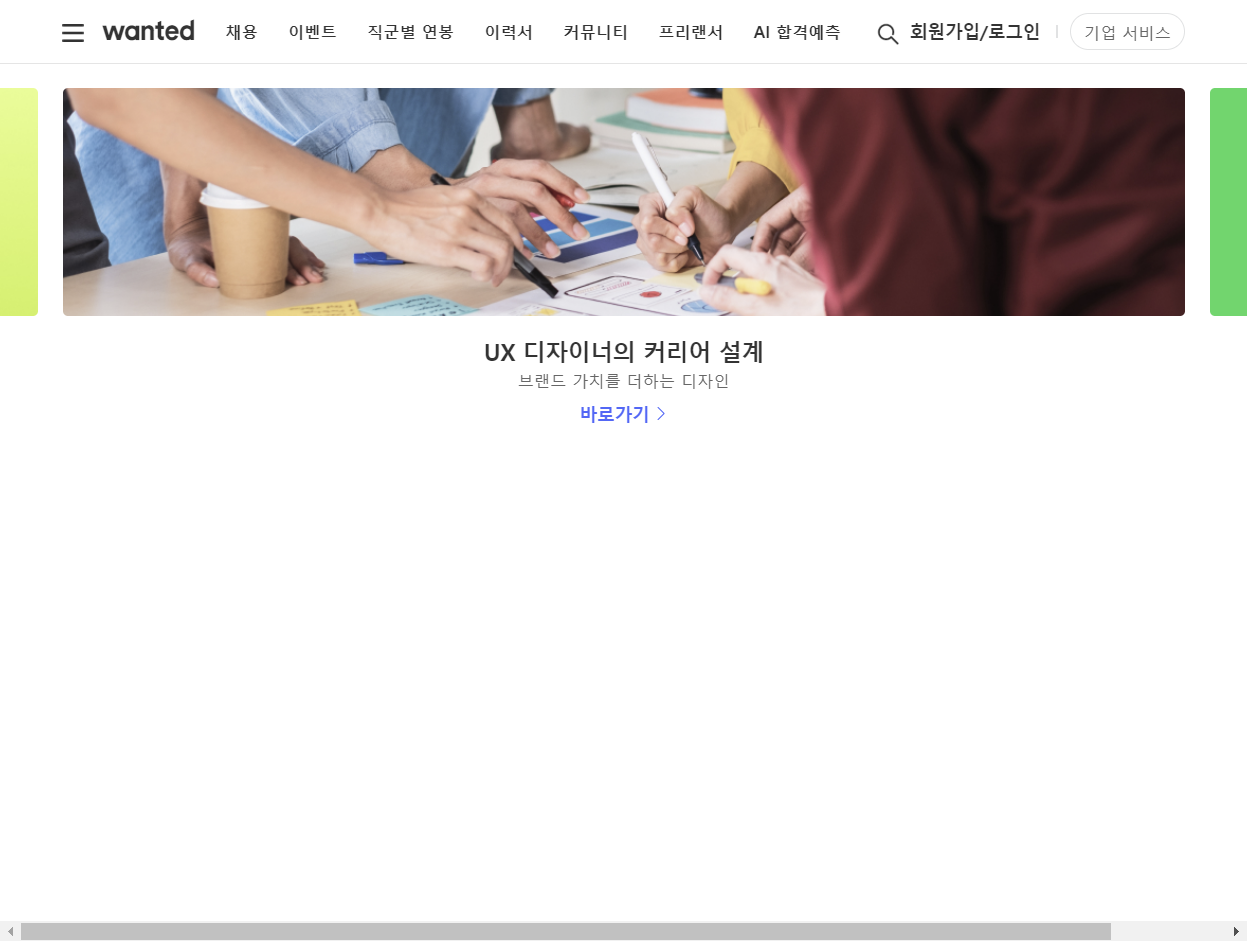 wanted 채용 이벤트 직군별 연봉 이력서 커뮤니티 프리랜서 AI 합격예측 회원가입/로그인 기업 서비스
UX 디자이너의 커리어 설계
브랜드 가치를 더하는 디자인
바로가기